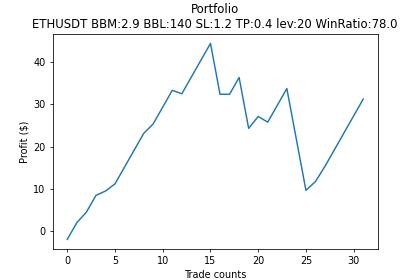 Portfolio
ETHUSDT BBM:2.9 BBL:140 SL:1.2 TP:0.4 lev:20 WinRatio:78.0
40
30
20
10
0
Profit ($)
0 5 10 15 20 25 30
Trade counts